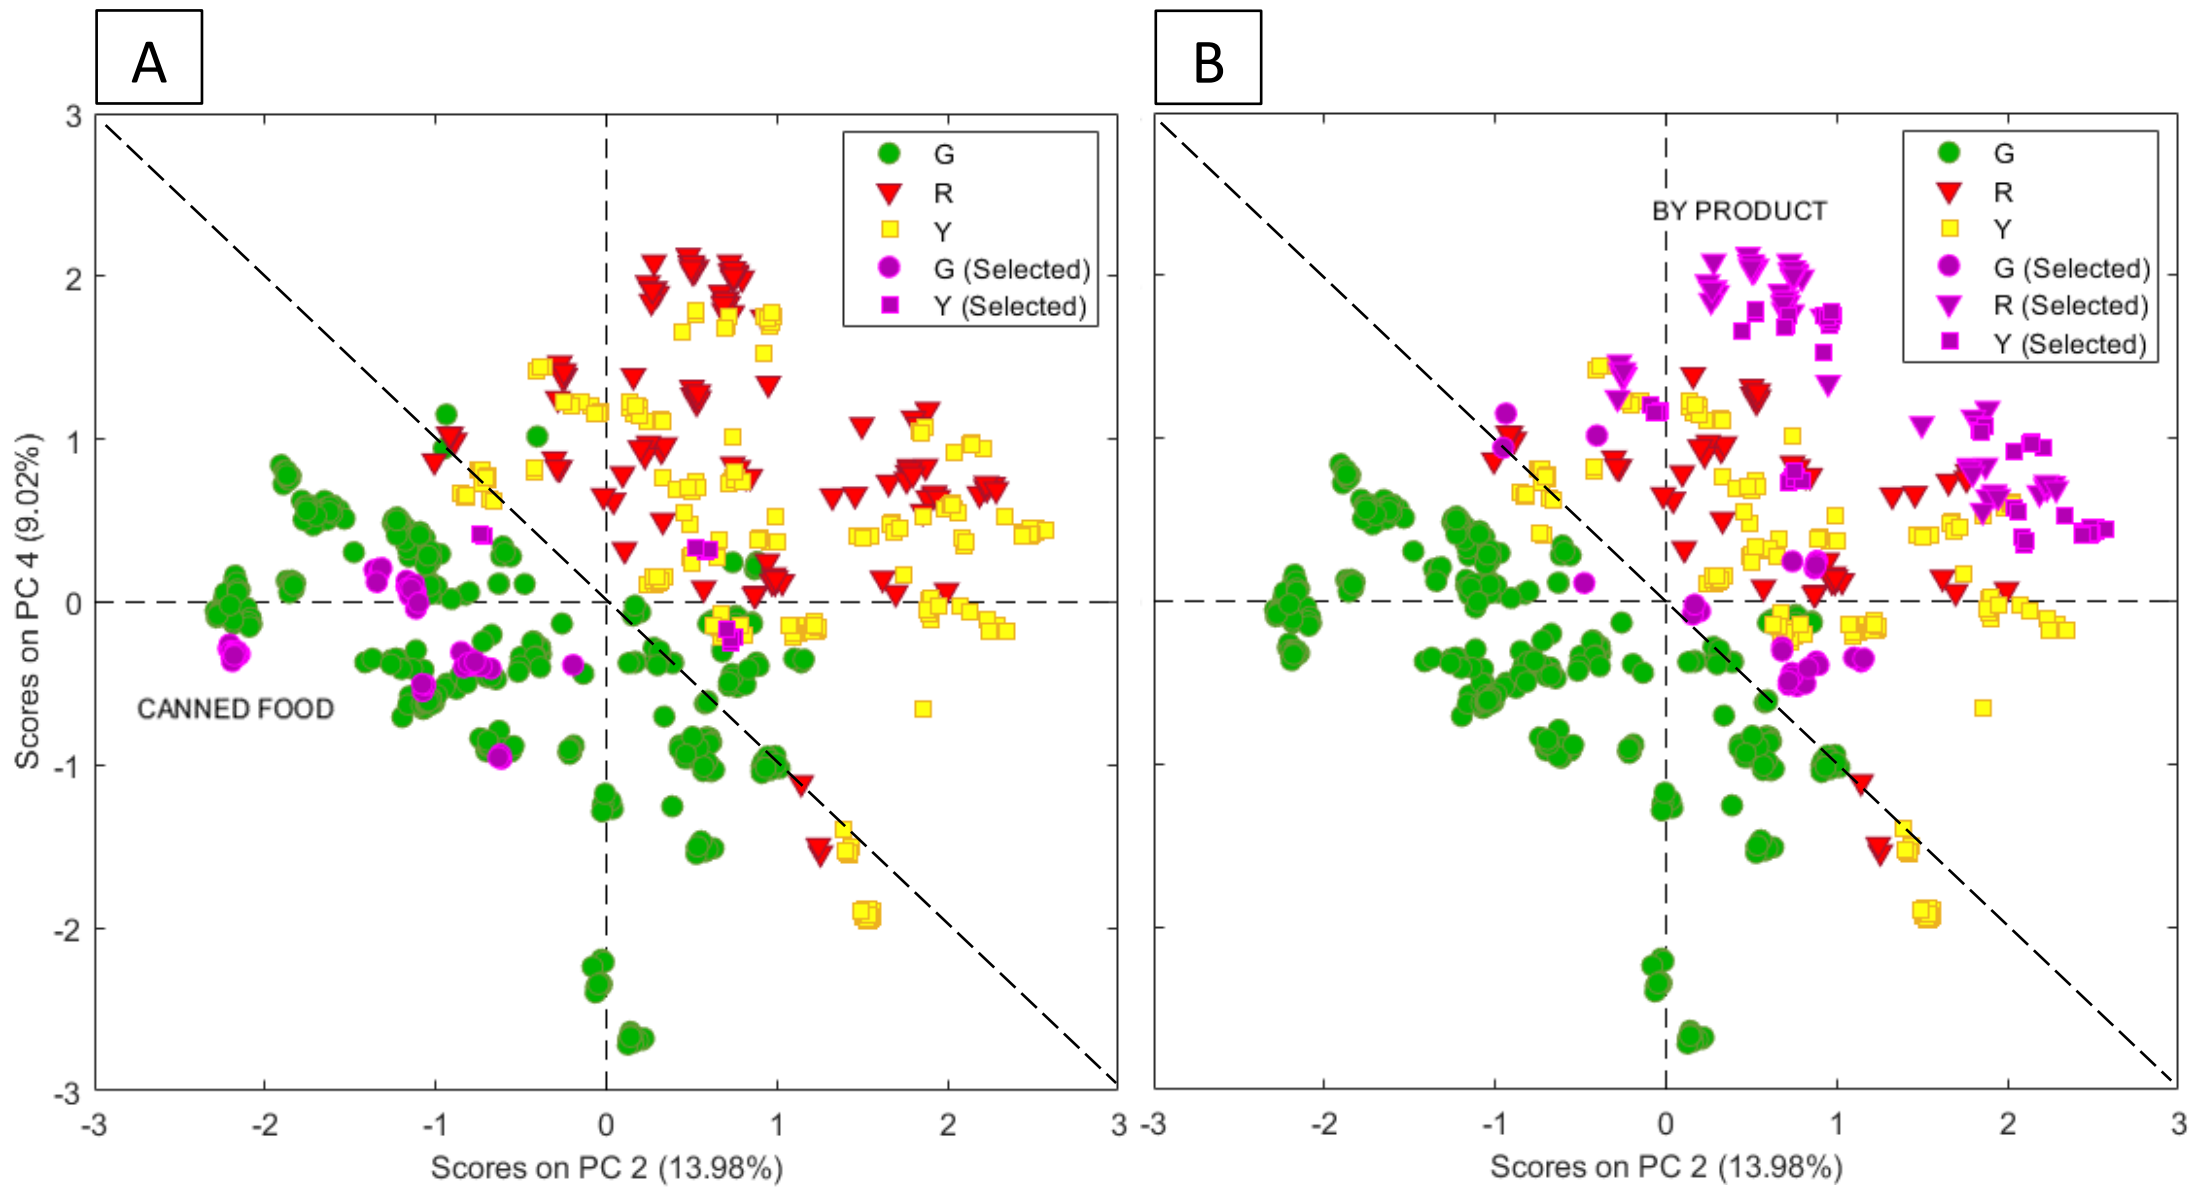 A
3
2
1
0
-1
-2
-3
Scores on PC 4 (9.02%)
G
R
Y
G (Selected)
Y (Selected)
CANNED FOOD
-3
-2
-1
0
1
2
3
Scores on PC 2 (13.98%)
B
G
R
Y
G (Selected)
R (Selected)
Y (Selected)
BY PRODUCT
-3
-2
-1
0
1
2
3
Scores on PC 2 (13.98%)